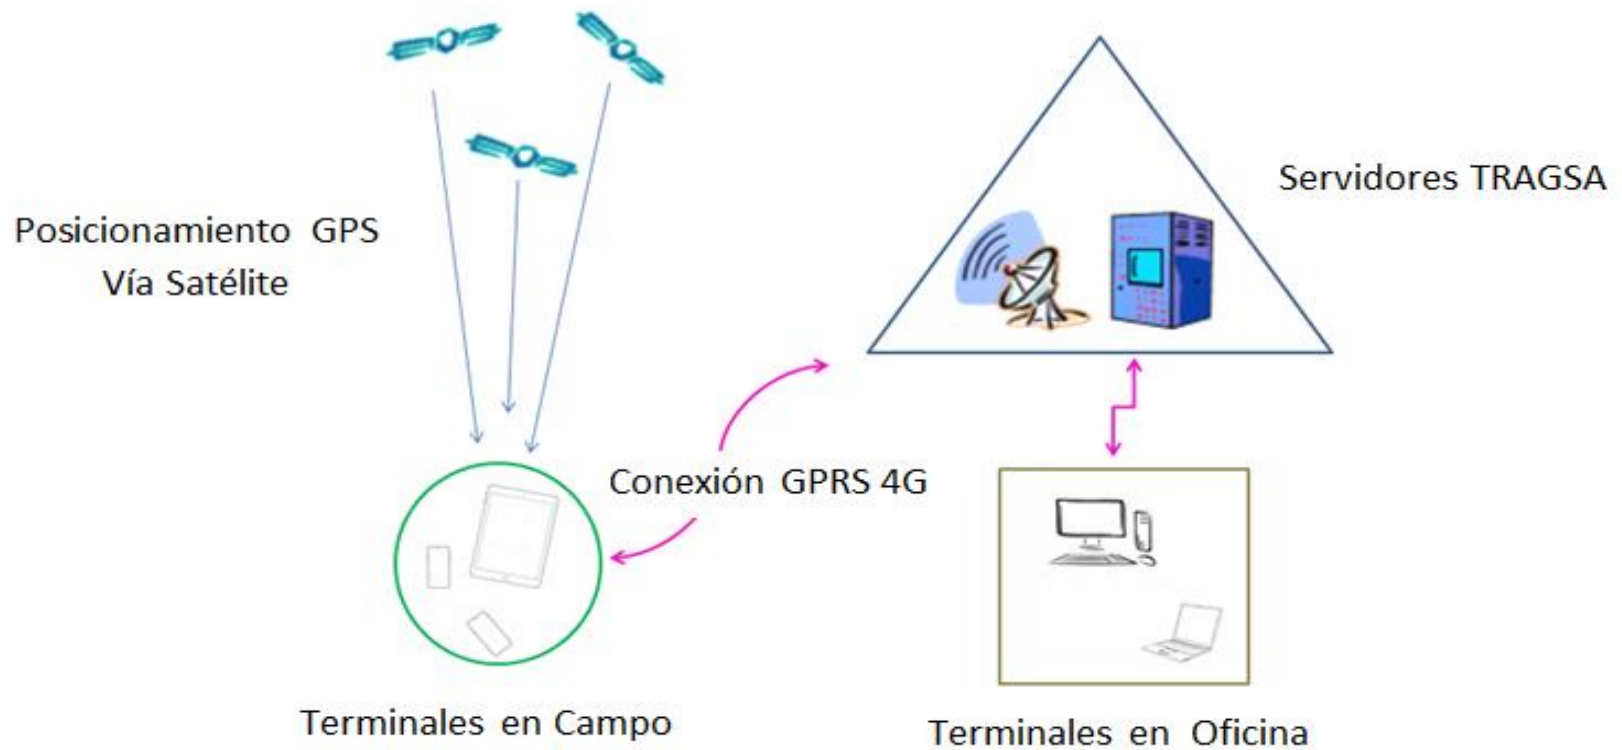 Servidores TRAGSA
Posicionamiento GPS
Vía Satélite
Conexión GPRS 4G
Terminales en Campo
Terminales en Oficina